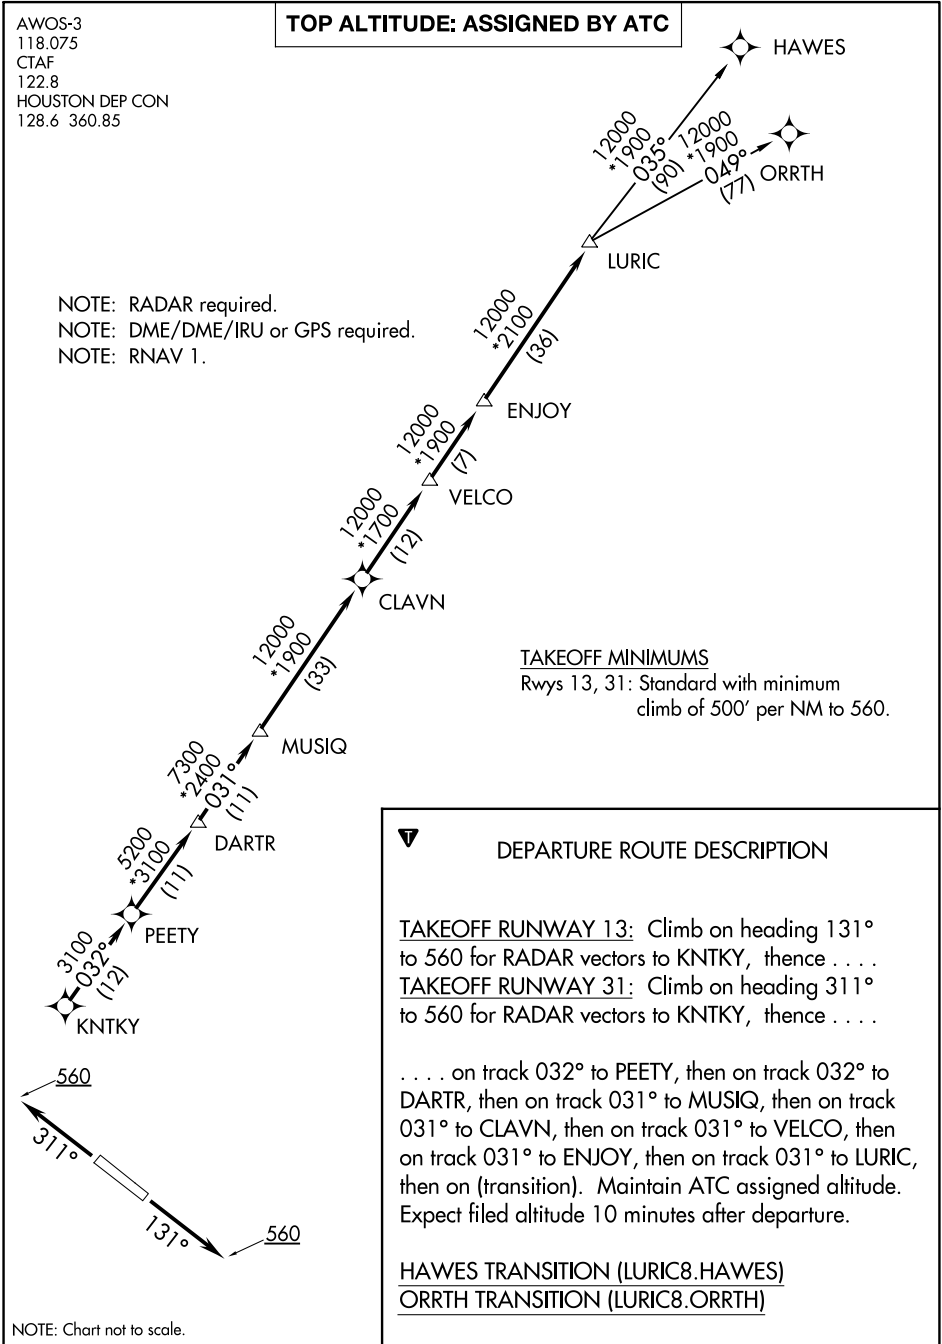 AWOS-3
118.075
CTAF
122.8
HOUSTON DEP CON
128.6 360.85
TOP ALTITUDE: ASSIGNED BY ATC
HAWES
12000
*1900
035°
(90)
12000
*1900
049°
(77)
ORRTH
LURIC
NOTE: RADAR required.
NOTE: DME/DME/IRU or GPS required.
NOTE: RNAV 1.
12000
*2100
(36)
ENJOY
12000
*1900
(7)
VELCO
12000
*1700
(12)
CLAVN
12000
*1900
(33)
TAKEOFF MINIMUMS
Rwys 13, 31: Standard with minimum
climb of 500' per NM to 560.
MUSIQ
7300
*2400
031°
(11)
DARTR
5200
*3100
(11)
PEETY
3100
032°
(12)
KNTKY
560
311°
131°
560
NOTE: Chart not to scale.
T
DEPARTURE ROUTE DESCRIPTION
TAKEOFF RUNWAY 13: Climb on heading 131°
to 560 for RADAR vectors to KNTKY, thence . . . .
TAKEOFF RUNWAY 31: Climb on heading 311°
to 560 for RADAR vectors to KNTKY, thence . . . .
. . . . on track 032° to PEETY, then on track 032° to
DARTR, then on track 031° to MUSIQ, then on track
031° to CLAVN, then on track 031° to VELCO, then
on track 031° to ENJOY, then on track 031° to LURIC,
then on (transition). Maintain ATC assigned altitude.
Expect filed altitude 10 minutes after departure.
HAWES TRANSITION (LURIC8.HAWES)
ORRTH TRANSITION (LURIC8.ORRTH)